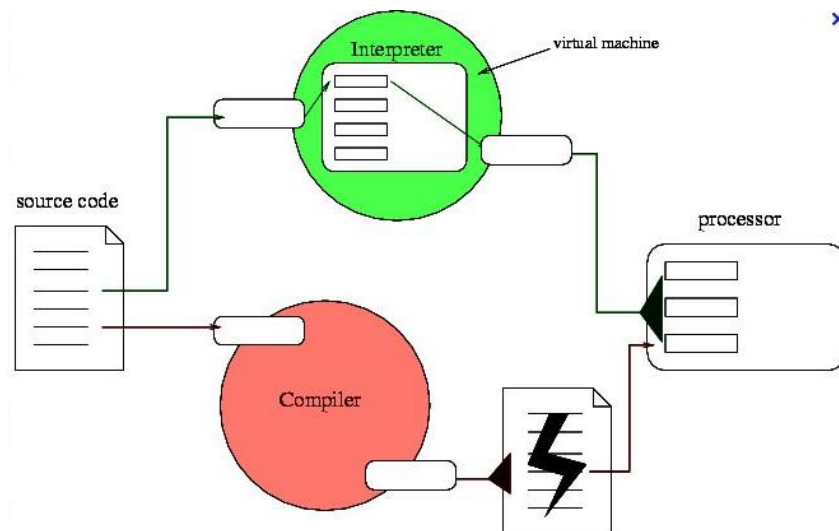 Interpreter
virtual machine
source code
processor
Compiler